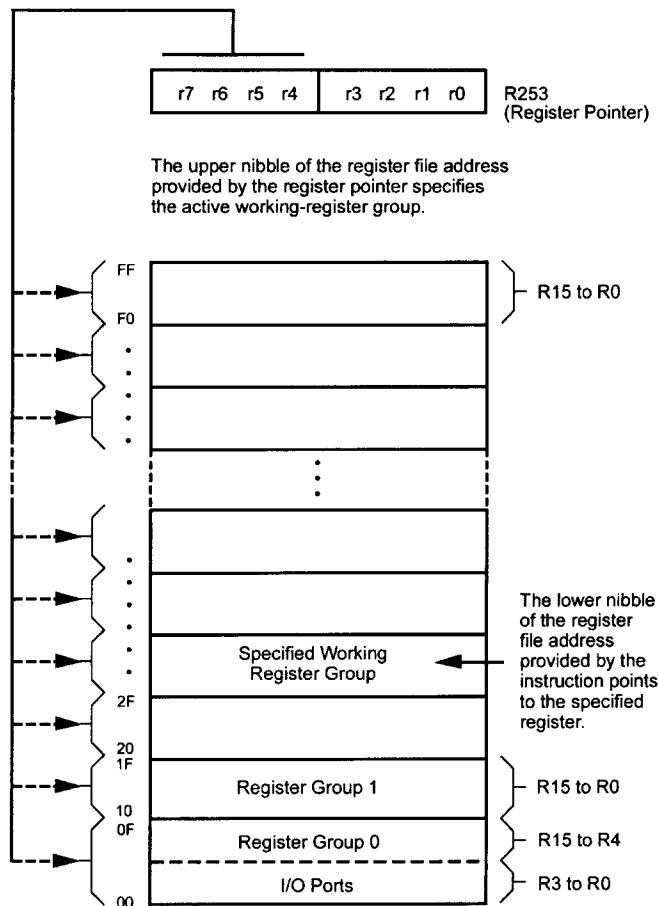 r7 r6 r5 r4 r3 r2 r1 r0
R253
(Register Pointer)
The upper nibble of the register file address
provided by the register pointer specifies
the active working-register group.
FF
R15 to R0
F0
Specified Working
Register Group
The lower nibble
of the register
file address
provided by the
instruction points
to the specified
register.
2F
20
1F
Register Group 1
R15 to R0
10
0F
Register Group 0
R15 to R4
I/O Ports
R3 to R0
00